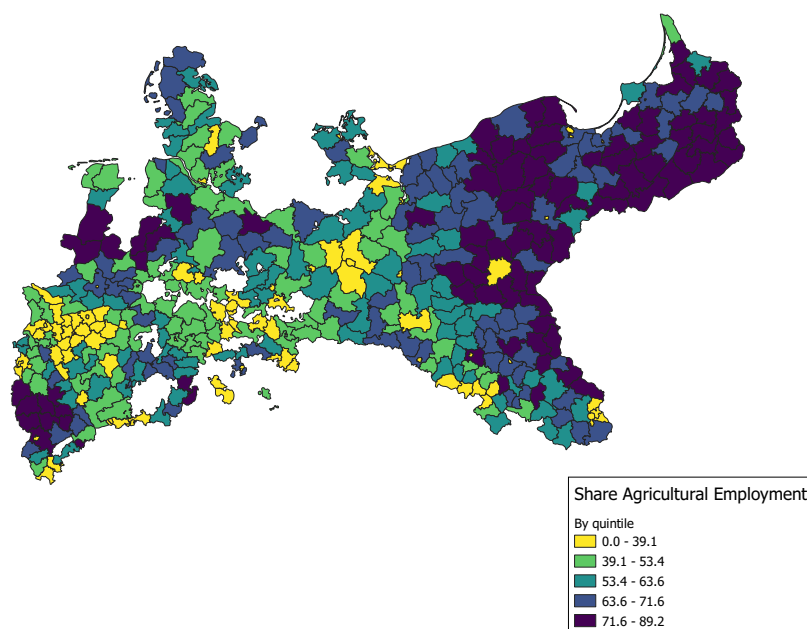 Share Agricultural Employment
By quintile
0.0 - 39.1
39.1 - 53.4
53.4 - 63.6
63.6 - 71.6
71.6 - 89.2